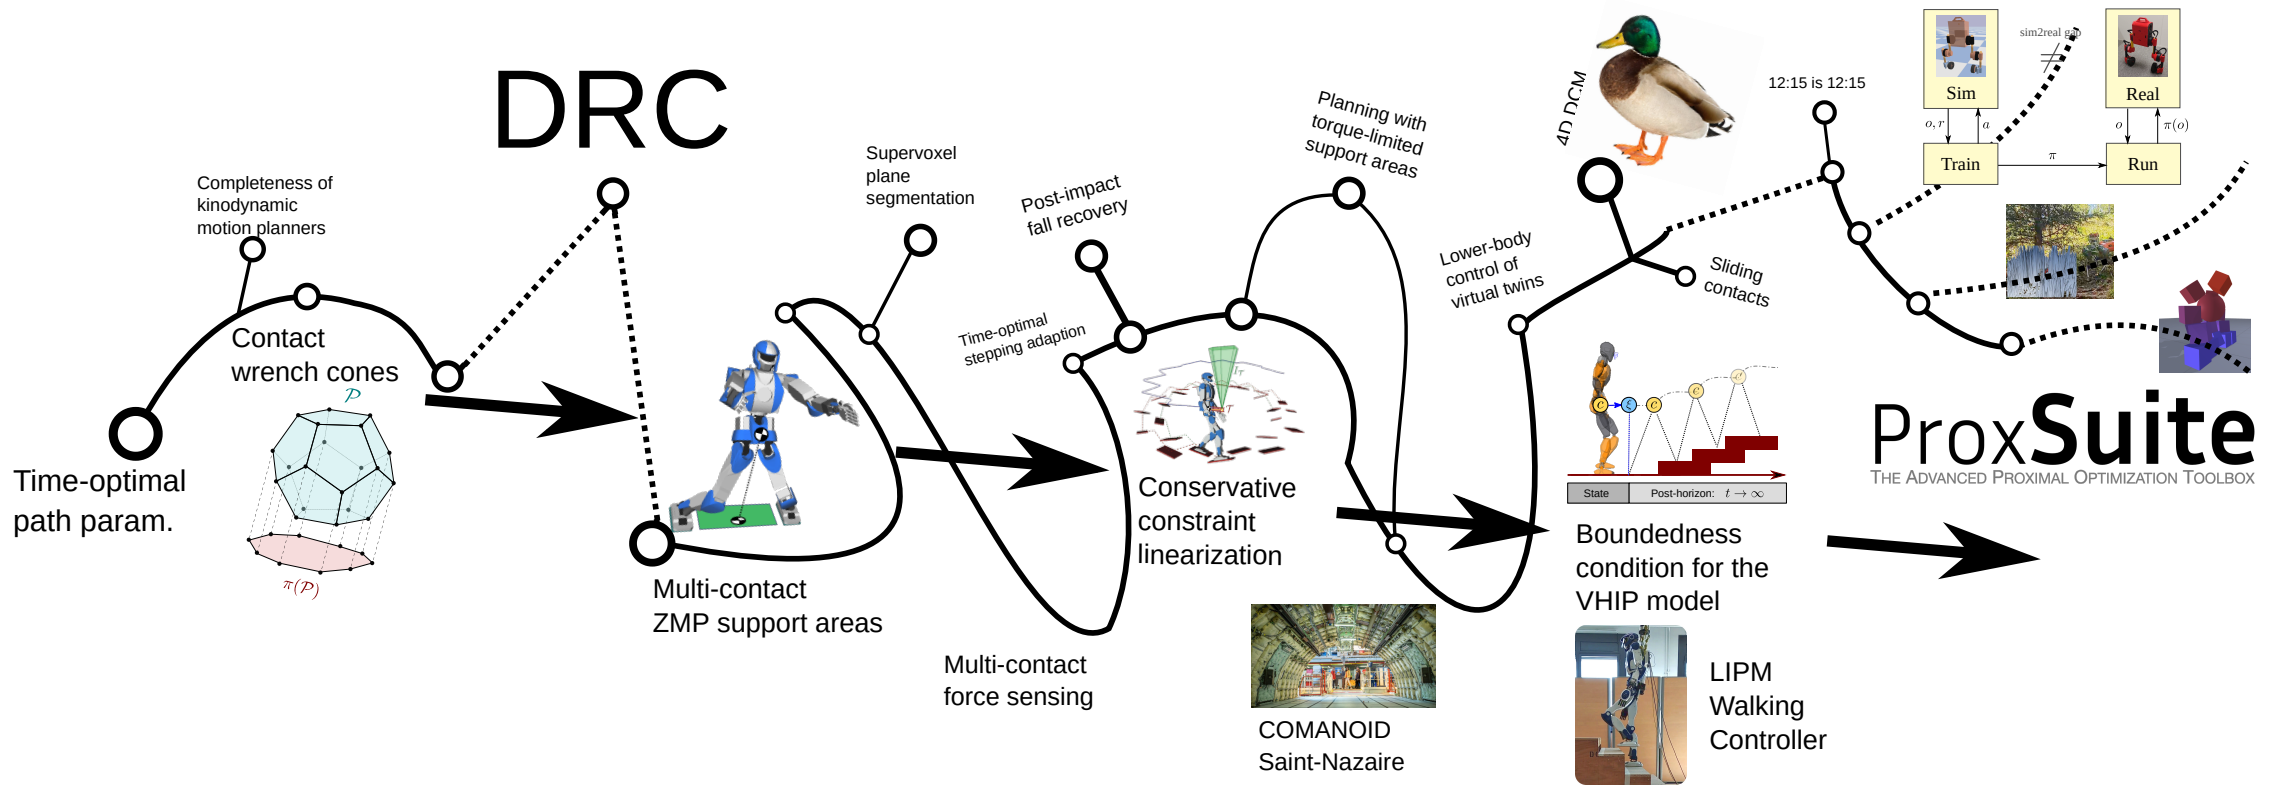 DRC
Completeness of
kinodynamic
motion planners
Contact
wrench cones
𝒫
π(𝒫)
Time-optimal
path param.
Multi-contact
ZMP support areas
Supervoxel
plane
segmentation
Multi-contact
force sensing
Post-impact
fall recovery
Time-optimal
stepping adaption
Conservative
constraint
linearization
Planning with
torque-limited
support areas
COMANOID
Saint-Nazaire
Lower-body
control of
virtual twins
4D DCM
Sliding
contacts
c ξ c c c
State Post-horizon: t → ∞
Boundedness
condition for the
VHIP model
LIPM
Walking
Controller
12:15 is 12:15
sim2real gap
≠
Sim Real
o, r a o π(o)
Train π Run
ProxSuite
THE ADVANCED PROXIMAL OPTIMIZATION TOOLBOX